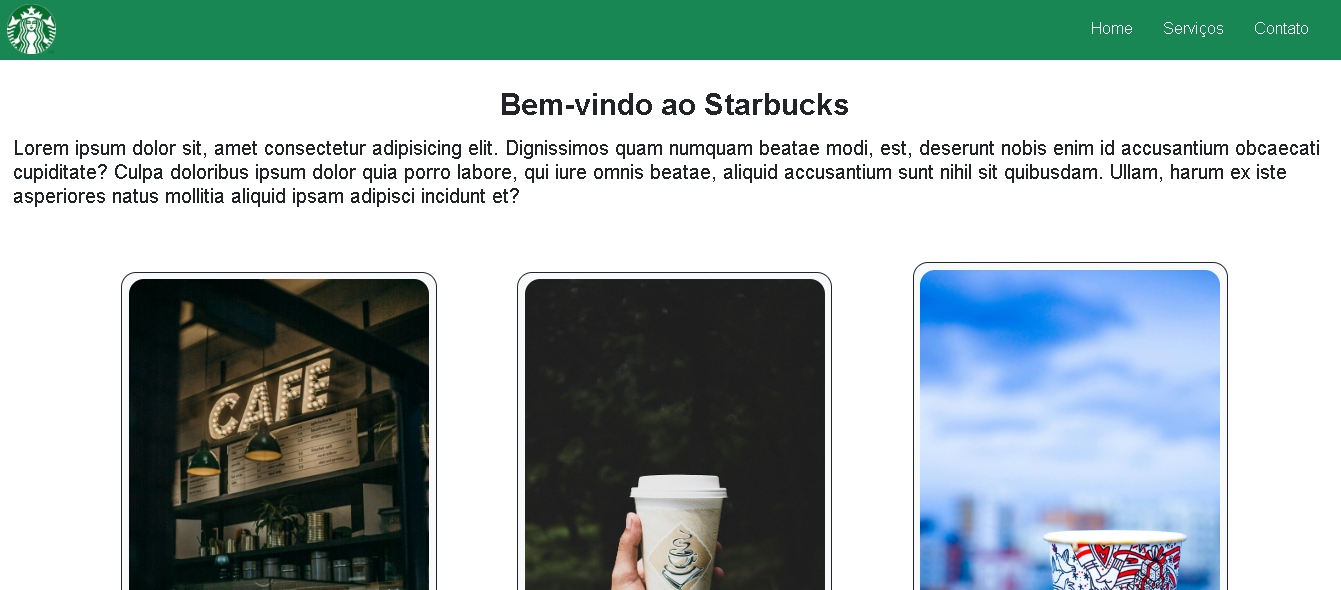 Home Serviços Contato
Bem-vindo ao Starbucks
Lorem ipsum dolor sit, amet consectetur adipisicing elit. Dignissimos quam numquam beatae modi, est, deserunt nobis enim id accusantium obcaecati
cupiditate? Culpa doloribus ipsum dolor quia porro labore, qui iure omnis beatae, aliquid accusantium sunt nihil sit quibusdam. Ullam, harum ex iste
asperiores natus mollitia aliquid ipsam adipisci incidunt et?
CAFE